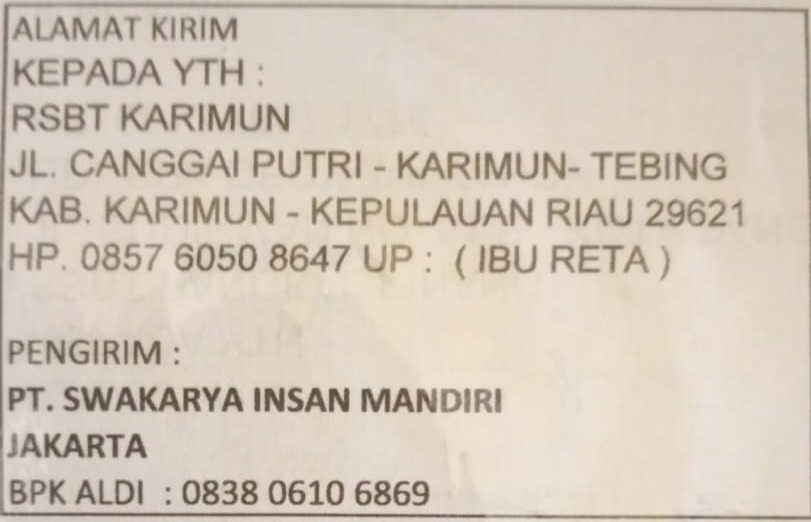 ALAMAT KIRIM
KEPADA YTH :
RSBT KARIMUN
JL. CANGGAI PUTRI - KARIMUN- TEBING
KAB. KARIMUN - KEPULAUAN RIAU 29621
HP. 0857 6050 8647 UP : ( IBU RETA )
PENGIRIM :
PT. SWAKARYA INSAN MANDIRI
JAKARTA
BPK ALDI : 0838 0610 6869